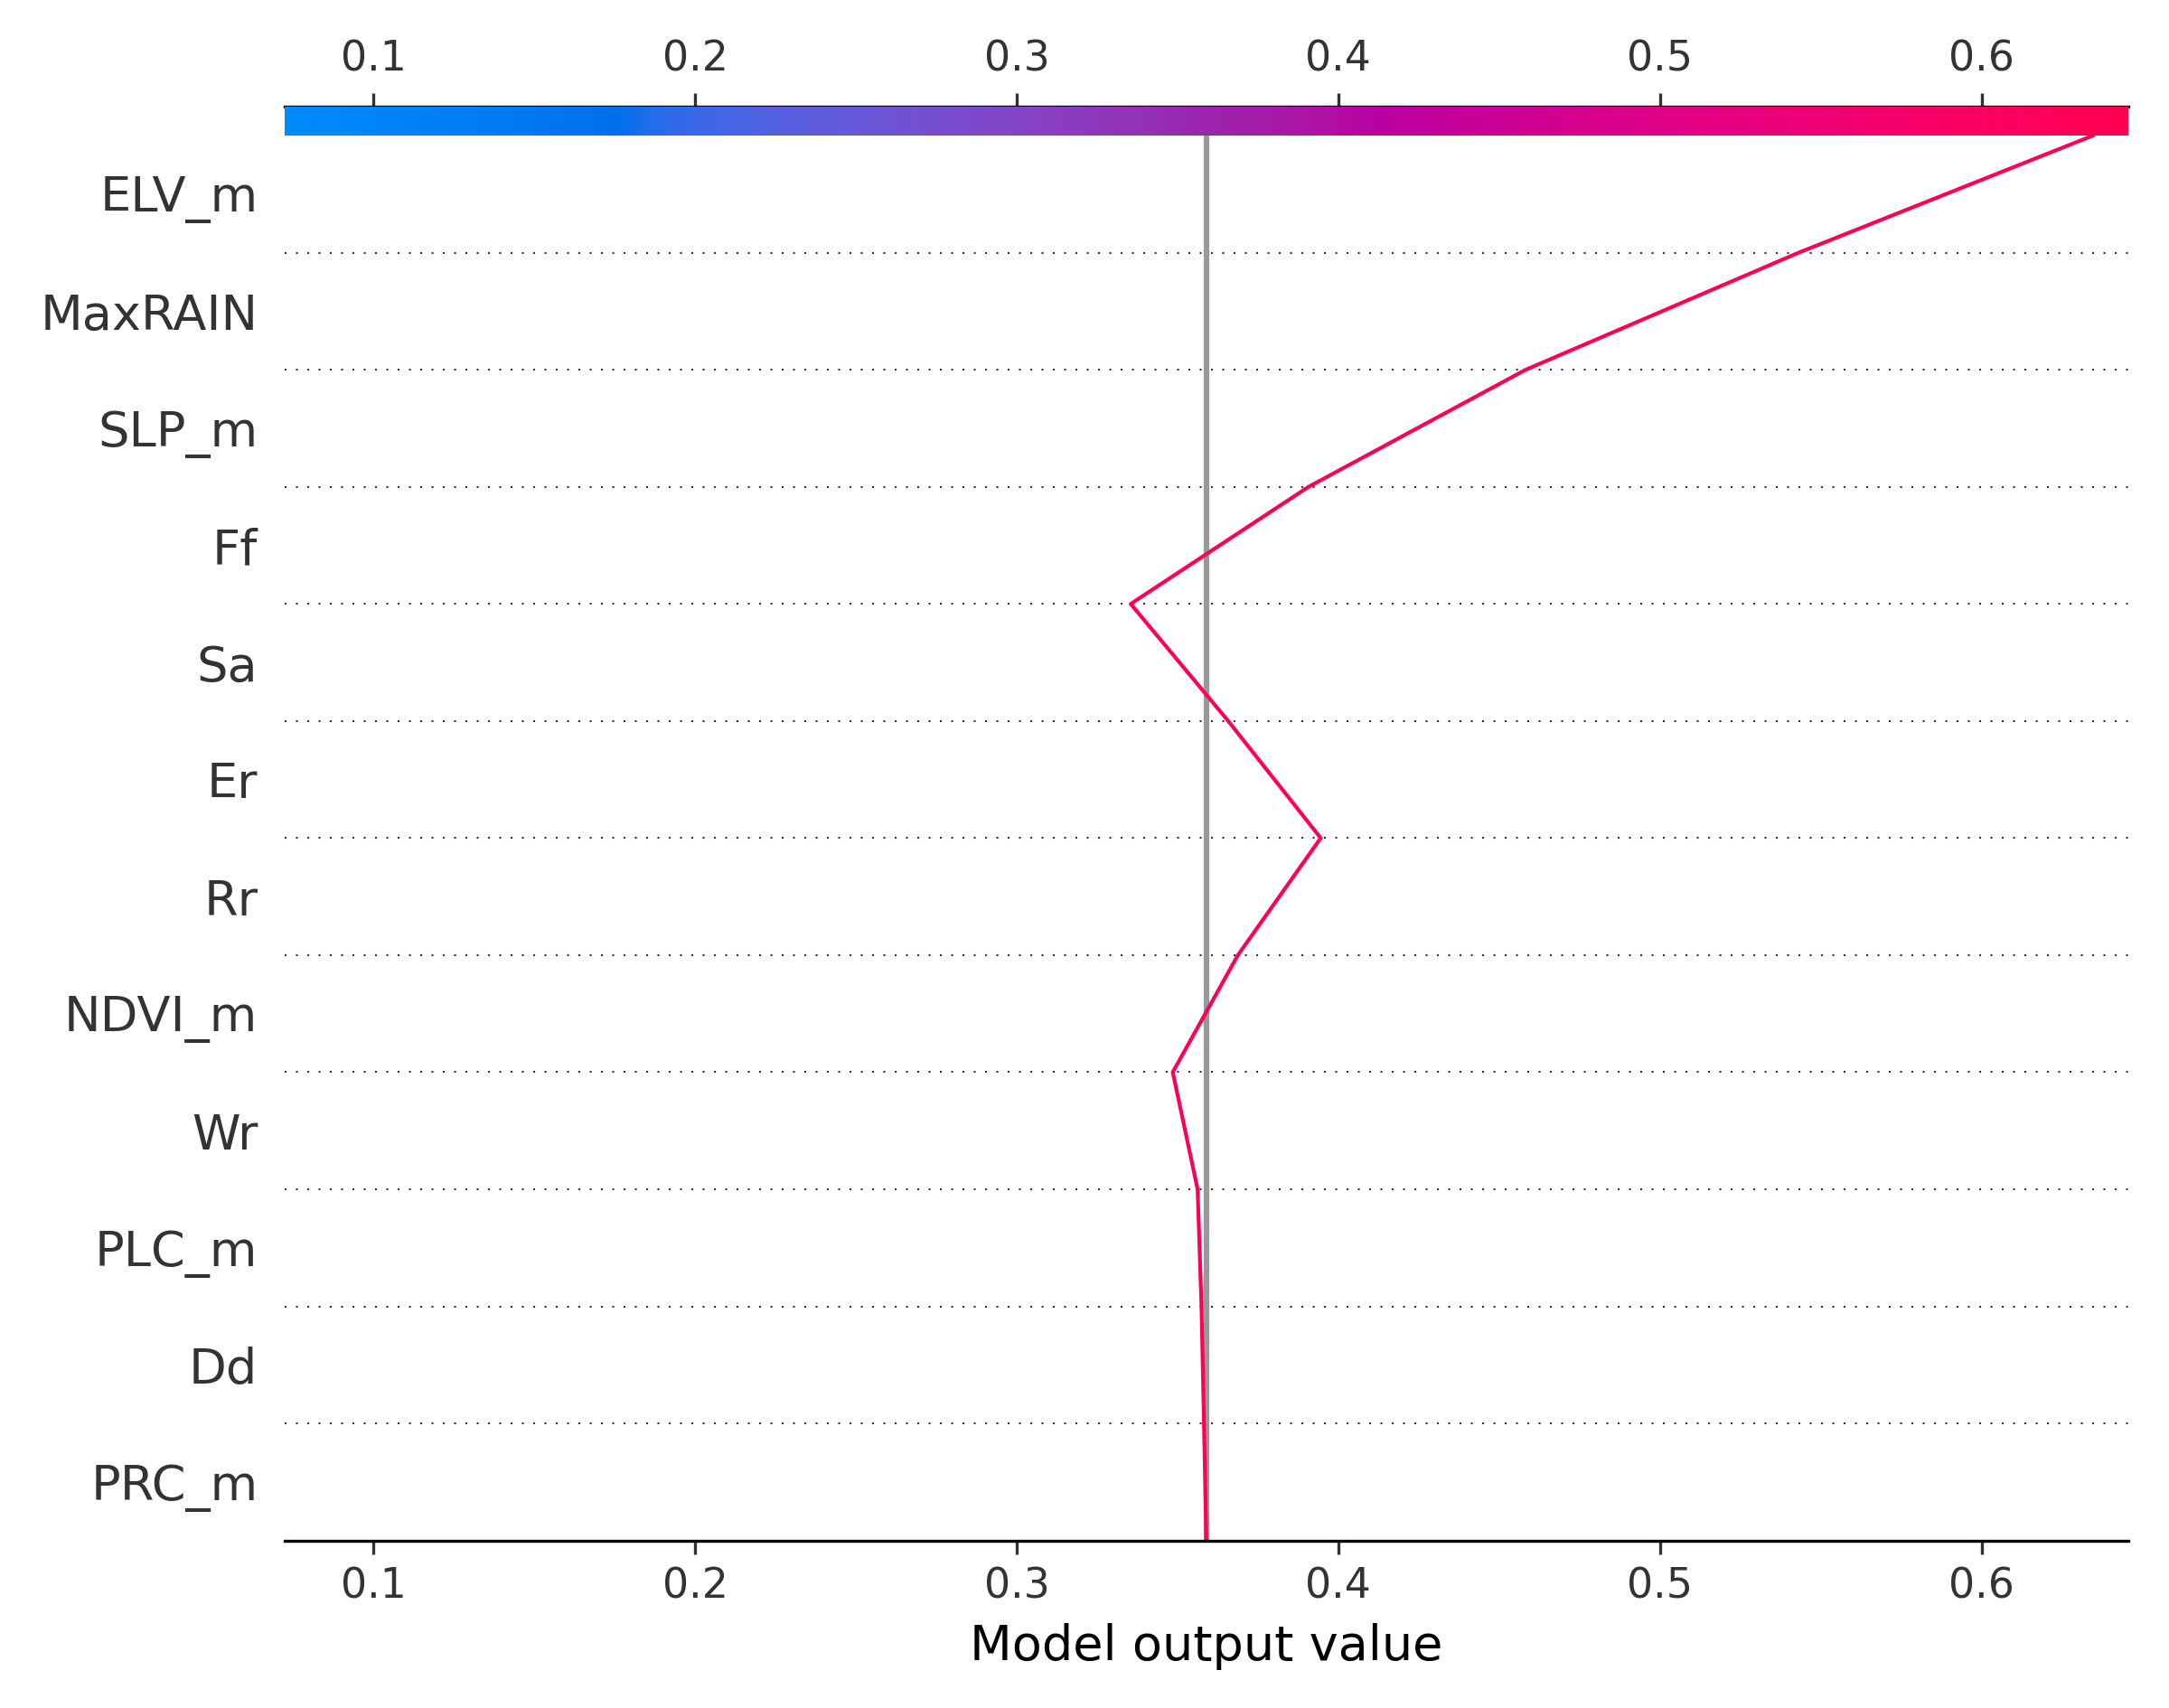 0.1 0.2 0.3 0.4 0.5 0.6
ELV_m
MaxRAIN
SLP_m
Ff
Sa
Er
Rr
NDVI_m
Wr
PLC_m
Dd
PRC_m
0.1 0.2 0.3 0.4 0.5 0.6
Model output value